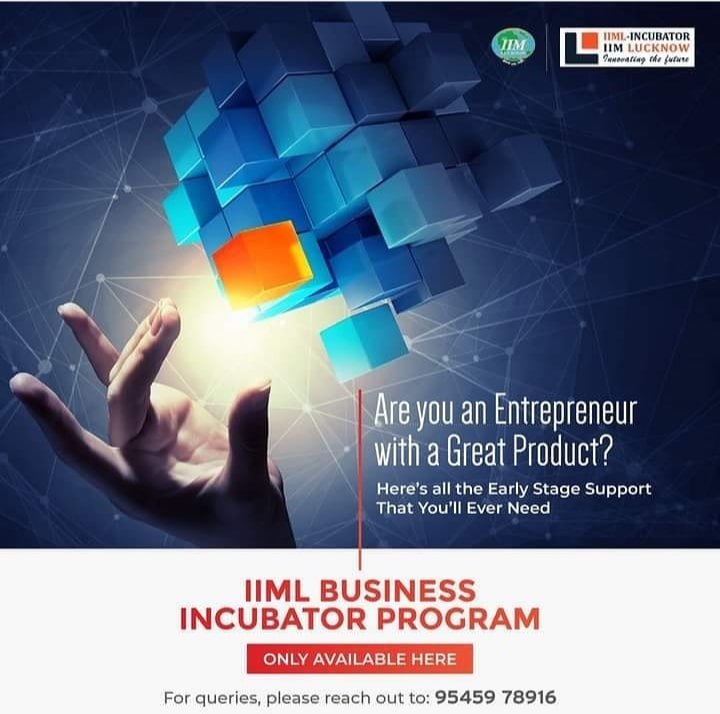 IIM
IIML-INCUBATOR
IIM LUCKNOW
Innovating the future
Are you an Entrepreneur
with a Great Product?
Here's all the Early Stage Support
That You'll Ever Need
IIML BUSINESS
INCUBATOR PROGRAM
ONLY AVAILABLE HERE
For queries, please reach out to: 95459 78916